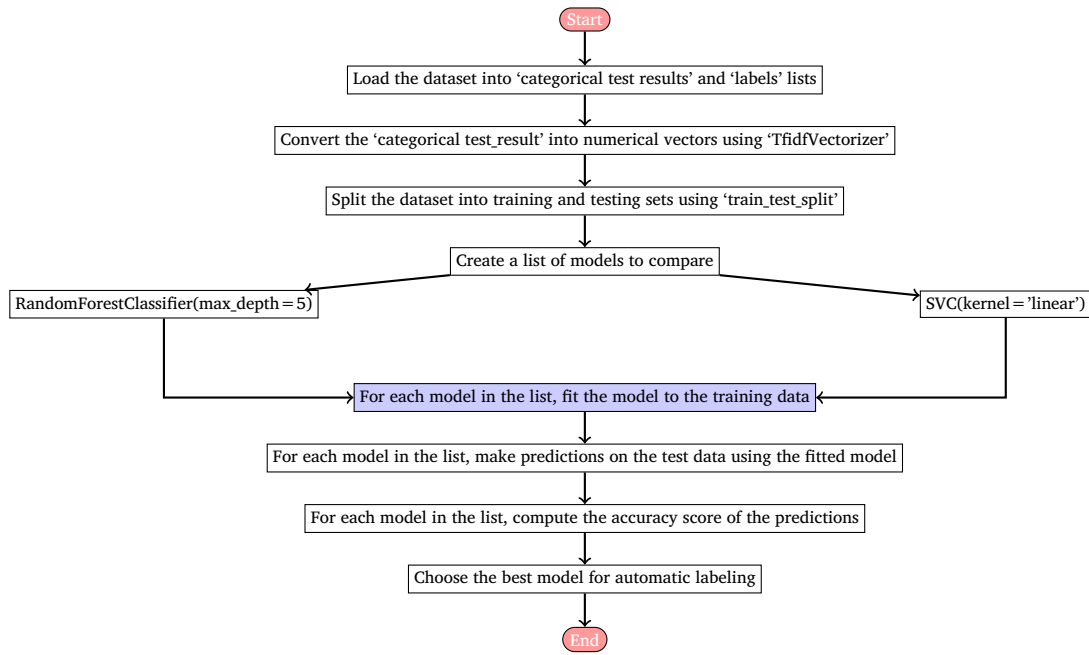 Start
Load the dataset into ‘categorical test results’ and ‘labels’ lists
Convert the ‘categorical test_result’ into numerical vectors using ‘TfidfVectorizer’
Split the dataset into training and testing sets using ‘train_test_split’
Create a list of models to compare
RandomForestClassifier(max_depth=5)
SVC(kernel=’linear’)
For each model in the list, fit the model to the training data
For each model in the list, make predictions on the test data using the fitted model
For each model in the list, compute the accuracy score of the predictions
Choose the best model for automatic labeling
End